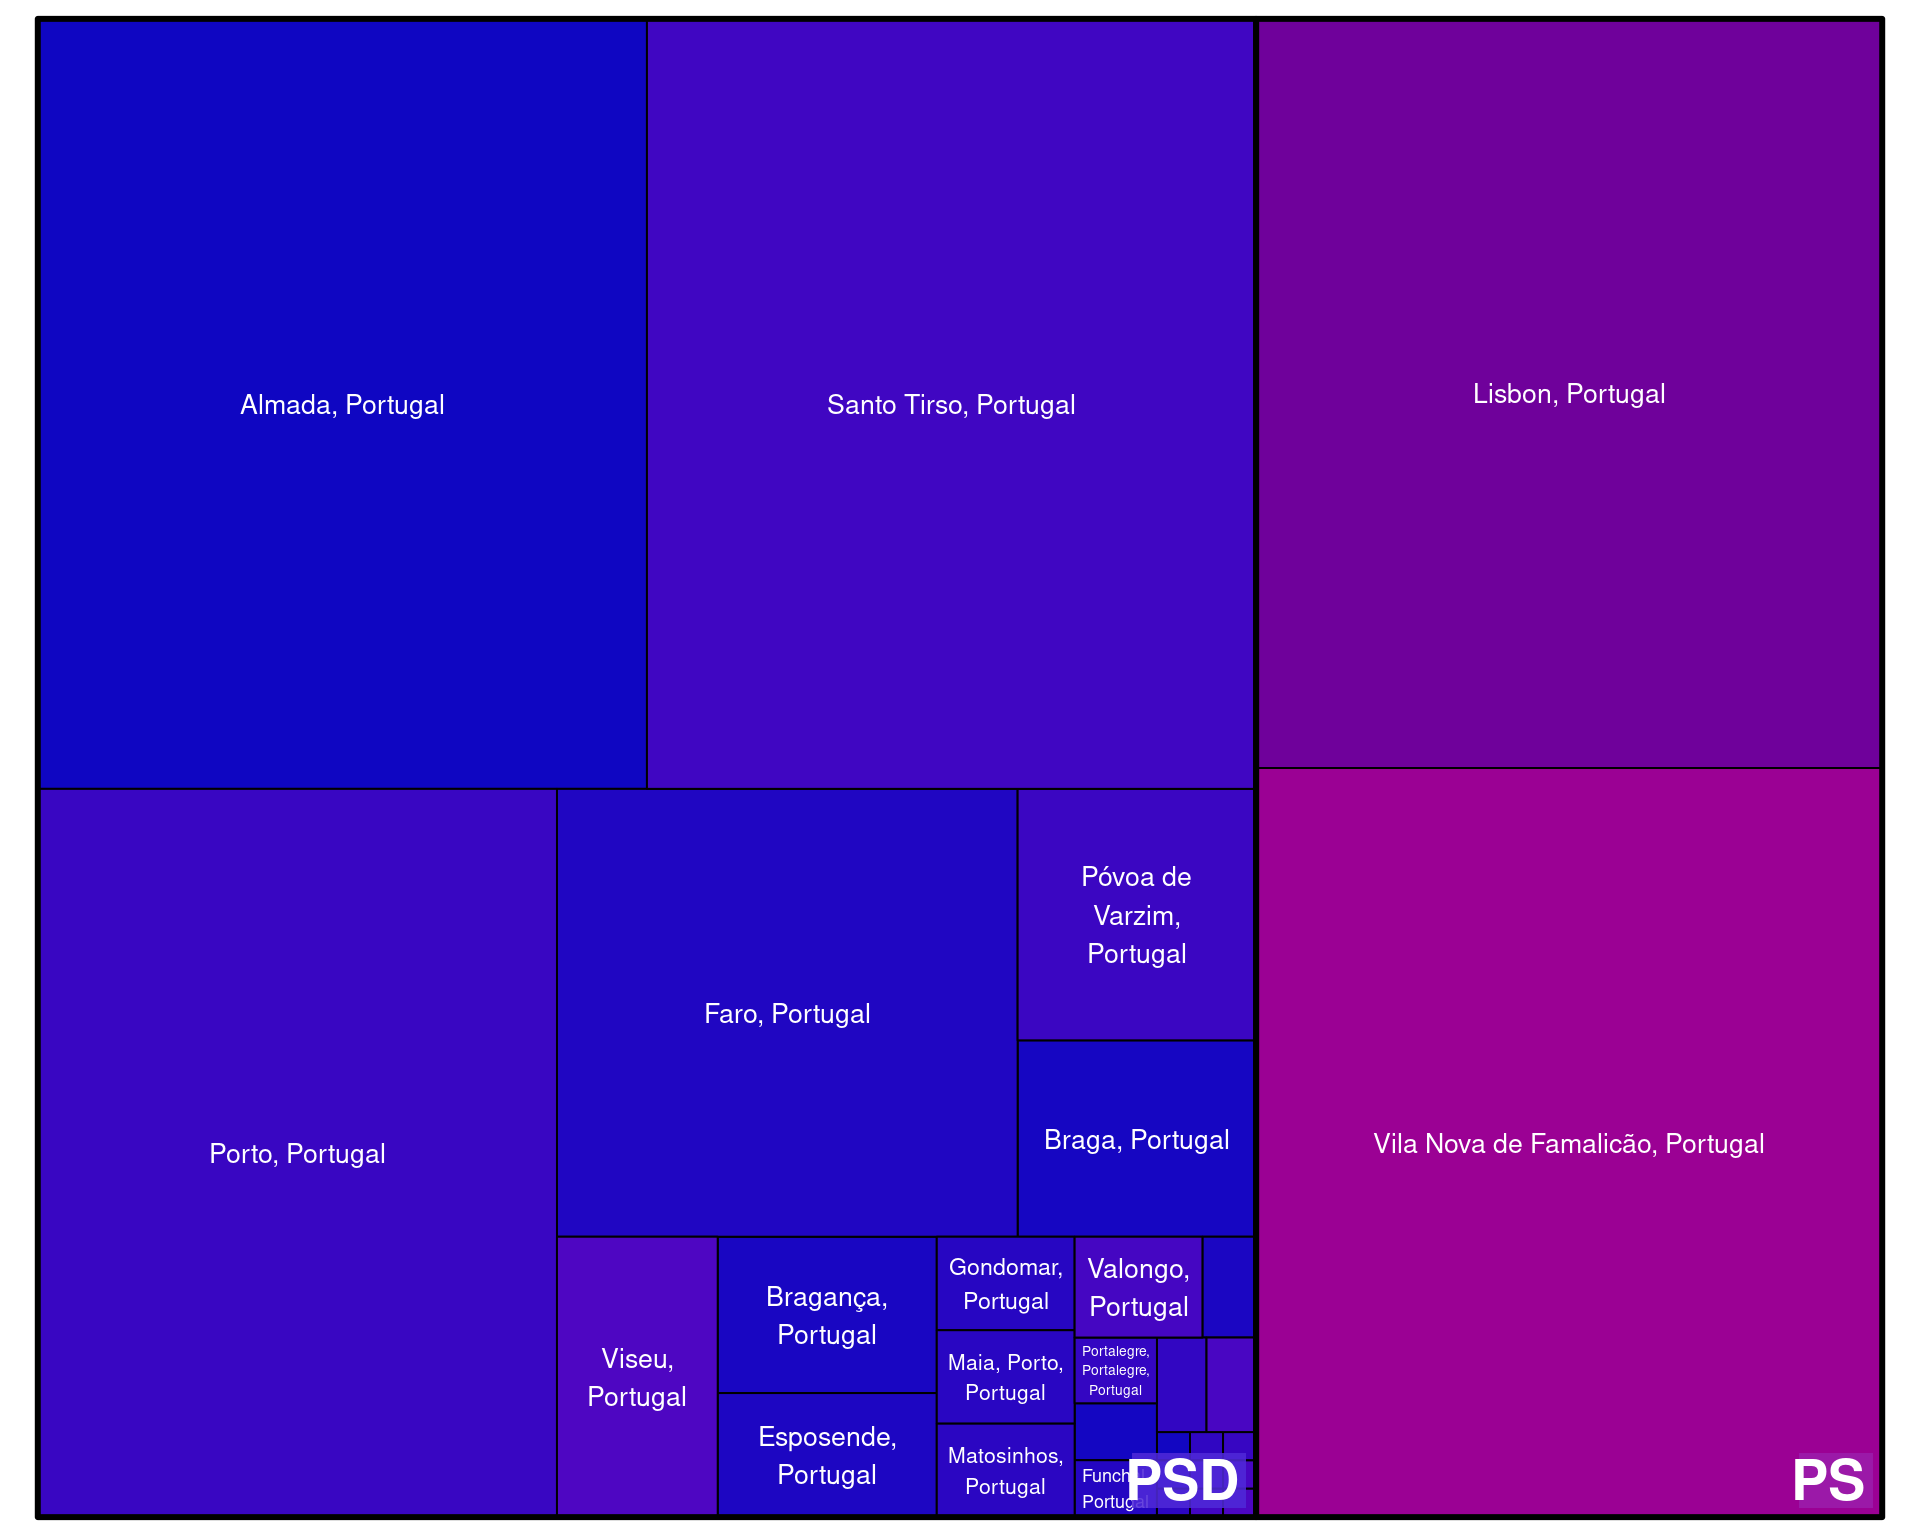 Almada, Portugal
Santo Tirso, Portugal
Lisbon, Portugal
Porto, Portugal
Faro, Portugal
Póvoa de
Varzim,
Portugal
Braga, Portugal
Vila Nova de Famalicão, Portugal
Viseu,
Portugal
Bragança,
Portugal
Esposende,
Portugal
Gondomar,
Portugal
Maia, Porto,
Portugal
Matosinhos,
Portugal
Valongo,
Portugal
Portalegre,
Portalegre,
Portugal
Portugal
PSD
PS